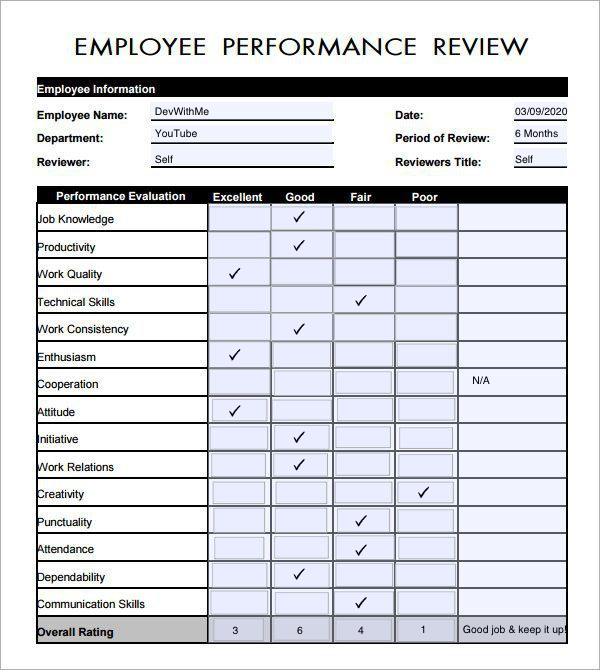 EMPLOYEE PERFORMANCE REVIEW
Employee Information
Employee Name: DevWithMe Date: 03/09/2020
Department: YouTube Period of Review: 6 Months
Reviewer: Self Reviewers Title: Self
Performance Evaluation Excellent Good Fair Poor
Job Knowledge ✓
Productivity ✓
Work Quality ✓
Technical Skills ✓
Work Consistency ✓
Enthusiasm ✓
Cooperation N/A
Attitude ✓
Initiative ✓
Work Relations ✓
Creativity ✓
Punctuality ✓
Attendance ✓
Dependability ✓
Communication Skills ✓
Overall Rating 3 6 4 1 Good job & keep it up!